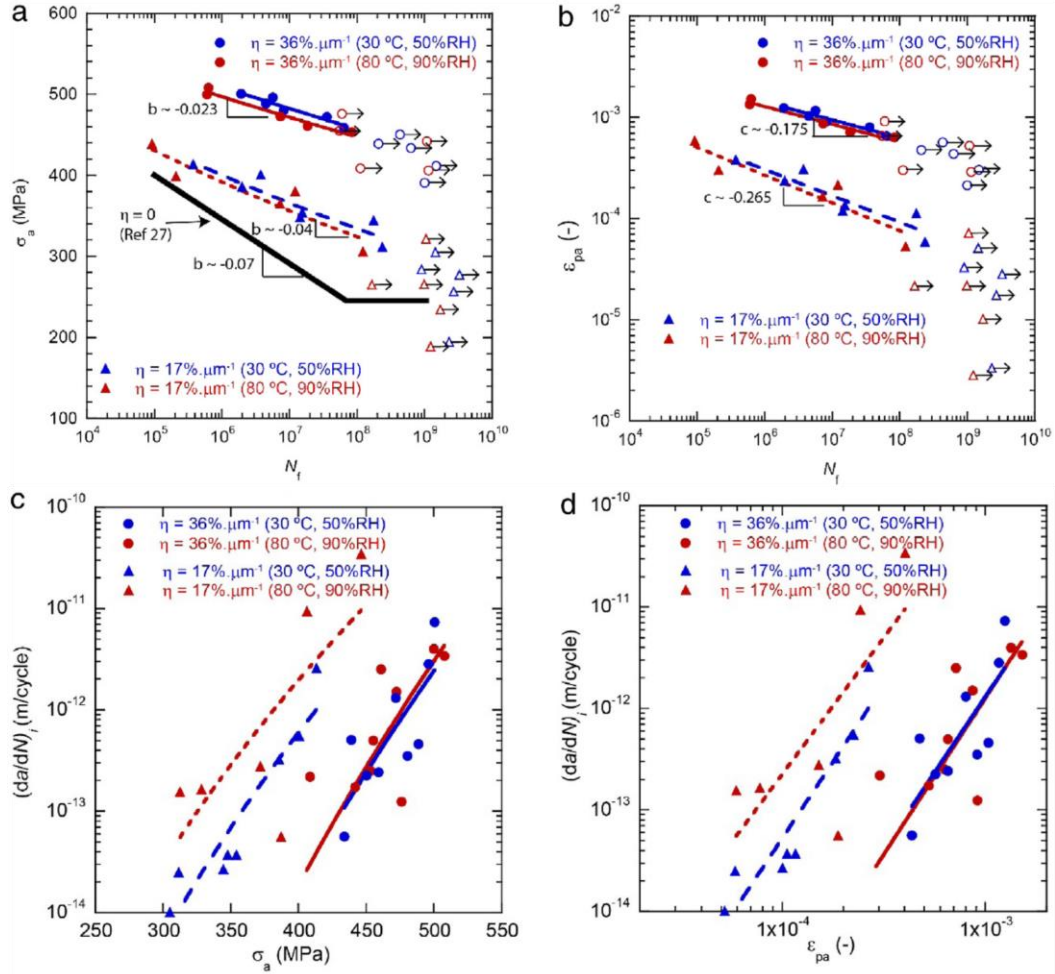 a
η = 36%.μm⁻¹ (30 ºC, 50%RH)
η = 36%.μm⁻¹ (80 ºC, 90%RH)
b ~ -0.023
η = 0
(Ref 27)
b ~ -0.04
b ~ -0.07
η = 17%.μm⁻¹ (30 ºC, 50%RH)
η = 17%.μm⁻¹ (80 ºC, 90%RH)
600
500
400
300
200
100
σa (MPa)
10⁴ 10⁵ 10⁶ 10⁷ 10⁸ 10⁹ 10¹⁰
Nf
b
η = 36%.μm⁻¹ (30 ºC, 50%RH)
η = 36%.μm⁻¹ (80 ºC, 90%RH)
c ~ -0.175
c ~ -0.265
η = 17%.μm⁻¹ (30 ºC, 50%RH)
η = 17%.μm⁻¹ (80 ºC, 90%RH)
10⁻²
10⁻³
10⁻⁴
10⁻⁵
10⁻⁶
εpa (-)
10⁴ 10⁵ 10⁶ 10⁷ 10⁸ 10⁹ 10¹⁰
Nf
c
η = 36%.μm⁻¹ (30 ºC, 50%RH)
η = 36%.μm⁻¹ (80 ºC, 90%RH)
η = 17%.μm⁻¹ (30 ºC, 50%RH)
η = 17%.μm⁻¹ (80 ºC, 90%RH)
10⁻¹⁰
10⁻¹¹
10⁻¹²
10⁻¹³
10⁻¹⁴
(da/dN)i (m/cycle)
250 300 350 400 450 500 550
σa (MPa)
d
η = 36%.μm⁻¹ (30 ºC, 50%RH)
η = 36%.μm⁻¹ (80 ºC, 90%RH)
η = 17%.μm⁻¹ (30 ºC, 50%RH)
η = 17%.μm⁻¹ (80 ºC, 90%RH)
10⁻¹⁰
10⁻¹¹
10⁻¹²
10⁻¹³
10⁻¹⁴
(da/dN)i (m/cycle)
1x10⁻⁴ 1x10⁻³
εpa (-)